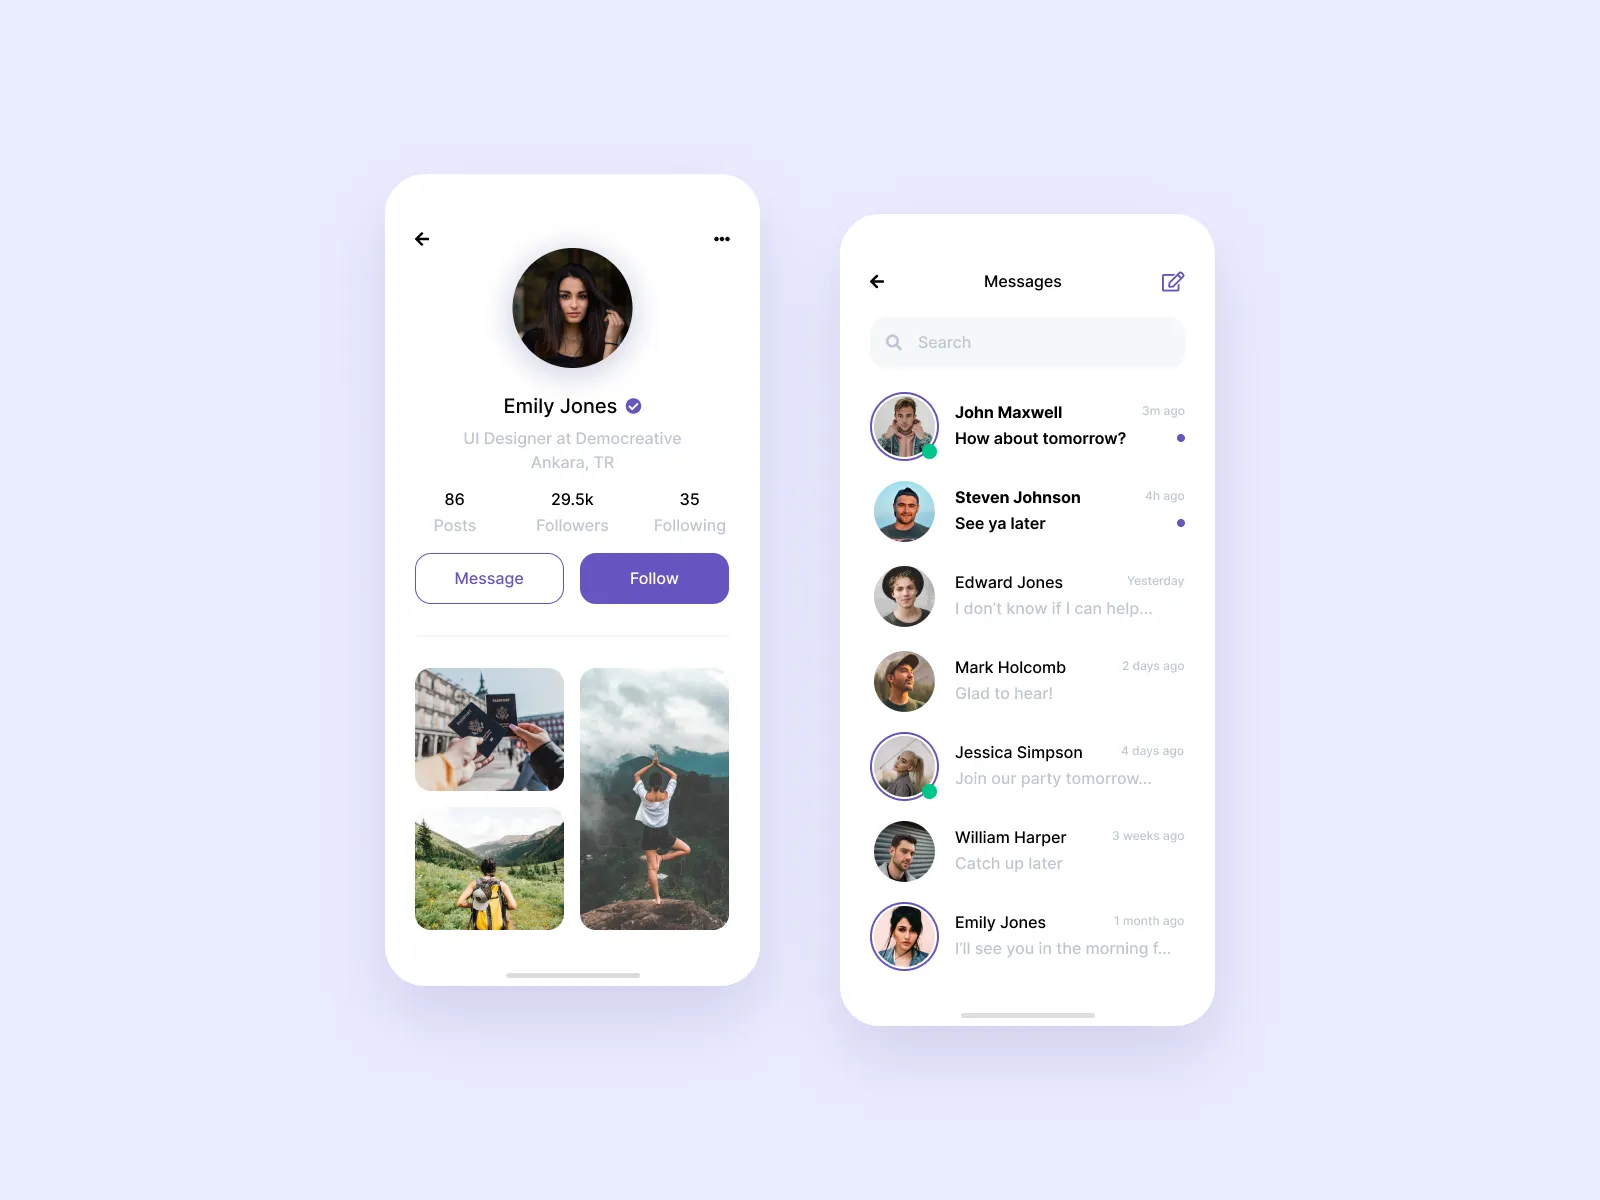 Emily Jones
UI Designer at Democreative
Ankara, TR
86
Posts
29.5k
Followers
35
Following
Message
Follow
PASSPORT
PASSPORT
Messages
Search
John Maxwell
3m ago
How about tomorrow?
Steven Johnson
4h ago
See ya later
Edward Jones
Yesterday
I don’t know if I can help...
Mark Holcomb
2 days ago
Glad to hear!
Jessica Simpson
4 days ago
Join our party tomorrow...
William Harper
3 weeks ago
Catch up later
Emily Jones
1 month ago
I’ll see you in the morning f...